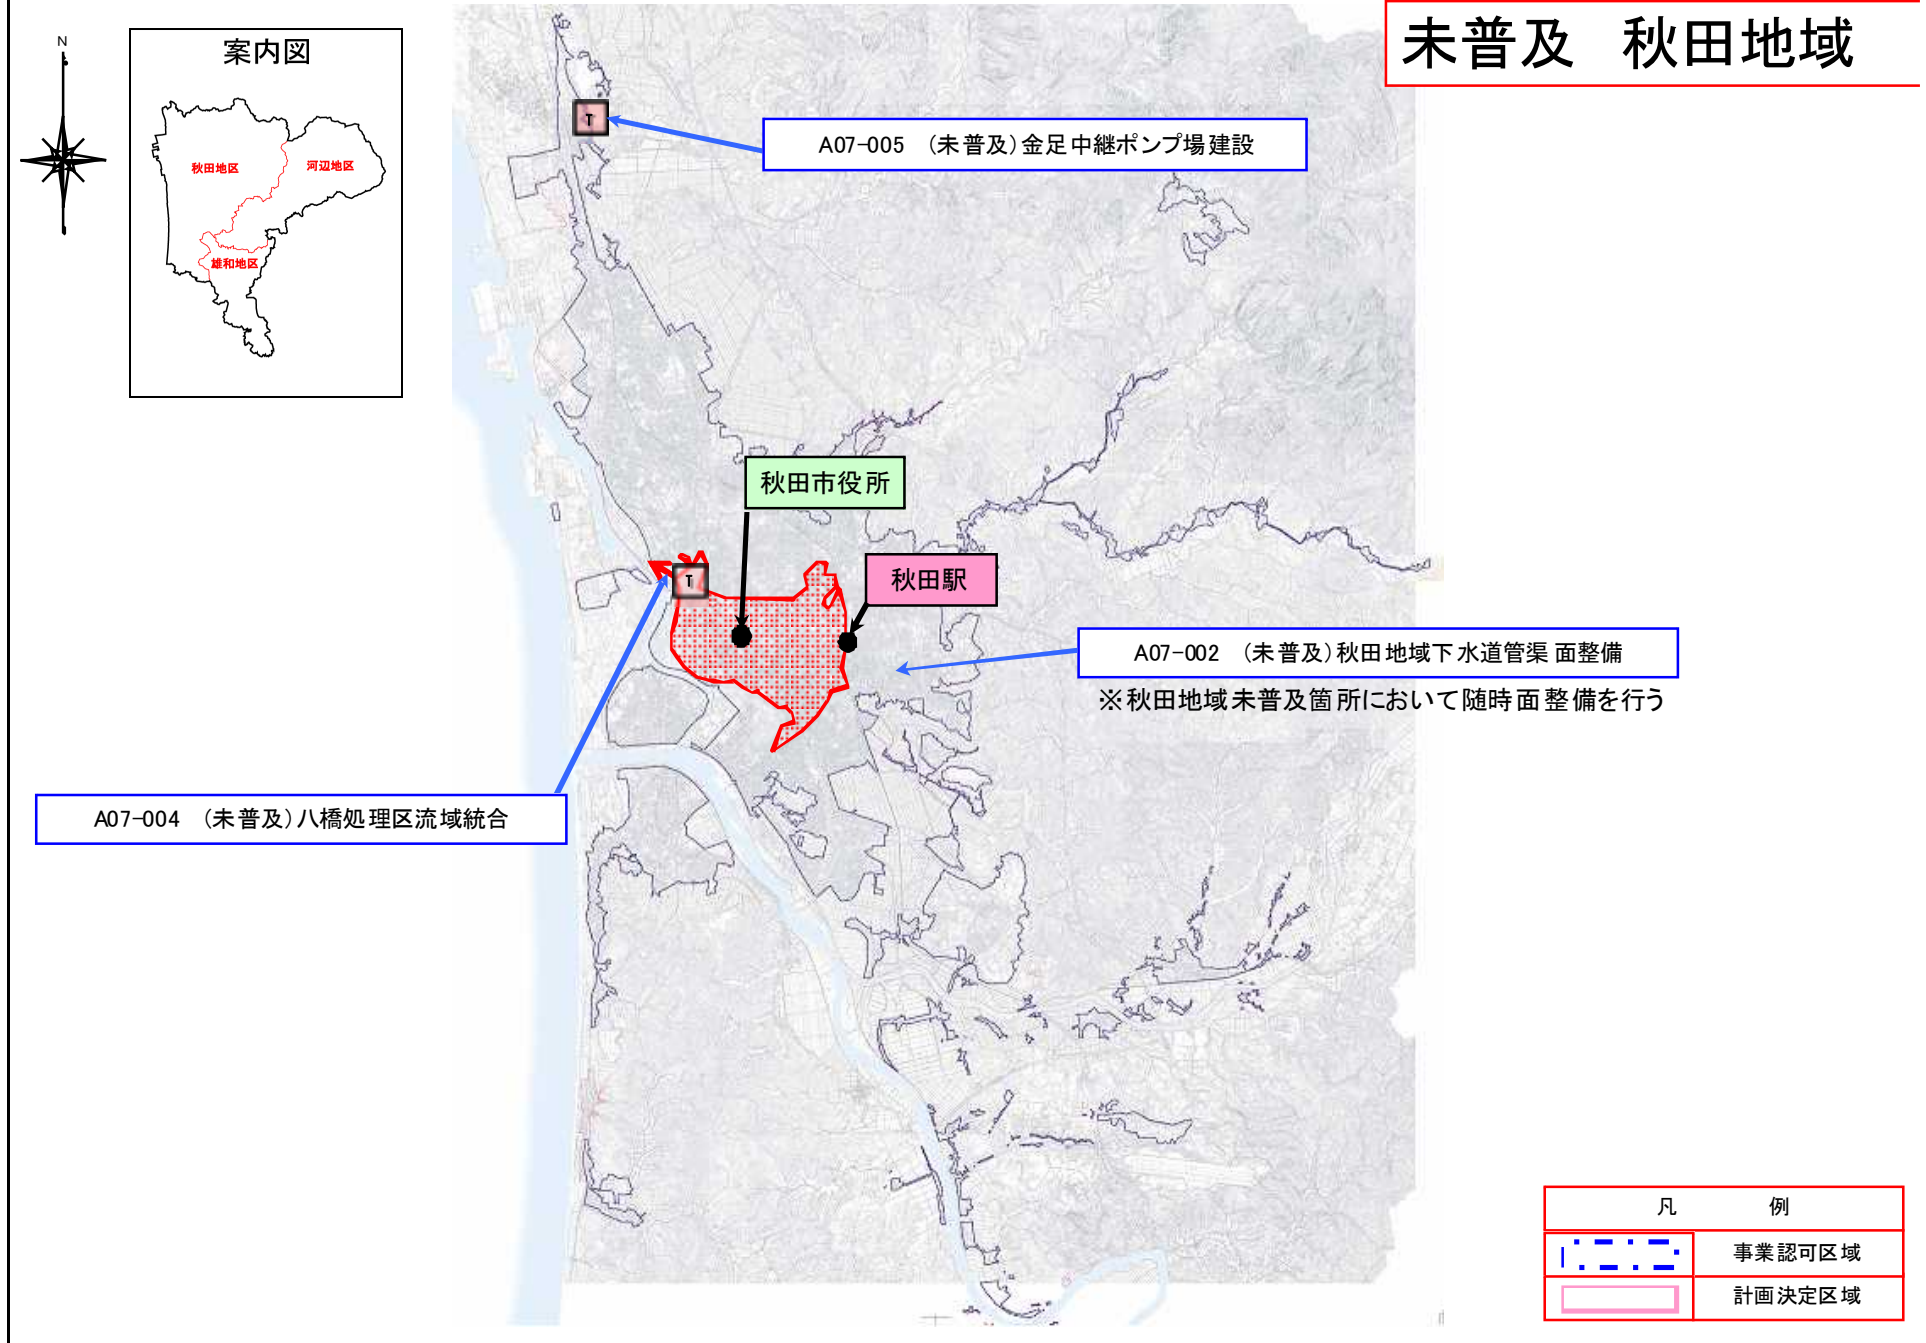 未普及　秋田地域
N
案内図
秋田地区
河辺地区
雄和地区
T
A07-005　（未普及）金足中継ポンプ場建設
秋田市役所
秋田駅
T
A07-002　（未普及）秋田地域下水道管渠 面整備
※秋田地域未普及箇所において随時面整備を行う
A07-004　（未普及）八橋処理区流域統合
凡　　例
事業認可区域
計画決定区域